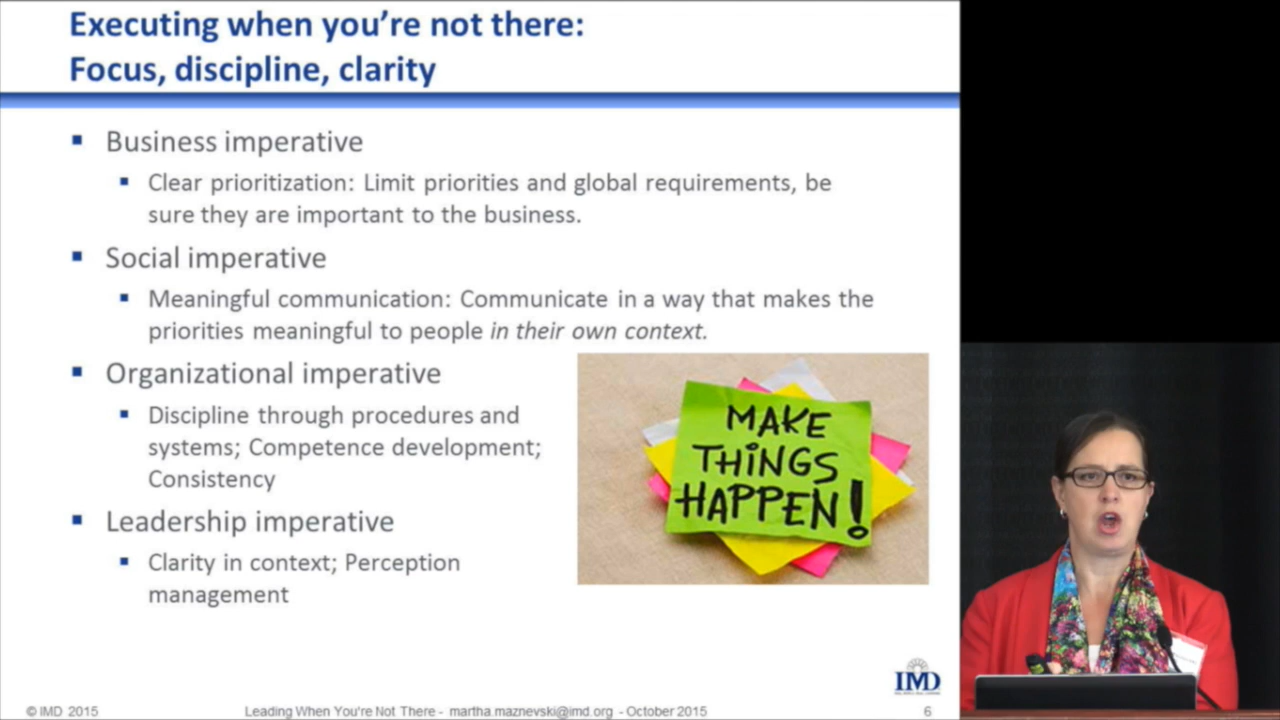 Executing when you're not there:
Focus, discipline, clarity
Business imperative
Clear prioritization: Limit priorities and global requirements, be
sure they are important to the business.
Social imperative
Meaningful communication: Communicate in a way that makes the
priorities meaningful to people in their own context.
Organizational imperative
Discipline through procedures and
systems; Competence development;
Consistency
Leadership imperative
Clarity in context; Perception
management
MAKE
THINGS
HAPPEN!
IMD
© IMD 2015
Leading When You're Not There - martha.maznevski@imd.org - October 2015
6